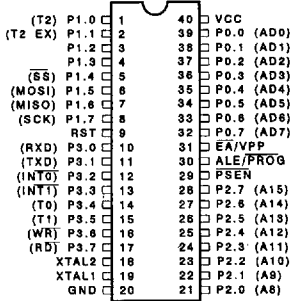 (T2) P1.0 1 40 VCC
(T2 EX) P1.1 2 39 P0.0 (AD0)
P1.2 3 38 P0.1 (AD1)
P1.3 4 37 P0.2 (AD2)
(SS) P1.4 5 36 P0.3 (AD3)
(MOSI) P1.5 6 35 P0.4 (AD4)
(MISO) P1.6 7 34 P0.5 (AD5)
(SCK) P1.7 8 33 P0.6 (AD6)
RST 9 32 P0.7 (AD7)
(RXD) P3.0 10 31 EA/VPP
(TXD) P3.1 11 30 ALE/PROG
(INT0) P3.2 12 29 PSEN
(INT1) P3.3 13 28 P2.7 (A15)
(T0) P3.4 14 27 P2.6 (A14)
(T1) P3.5 15 26 P2.5 (A13)
(WR) P3.6 16 25 P2.4 (A12)
(RD) P3.7 17 24 P2.3 (A11)
XTAL2 18 23 P2.2 (A10)
XTAL1 19 22 P2.1 (A9)
GND 20 21 P2.0 (A8)